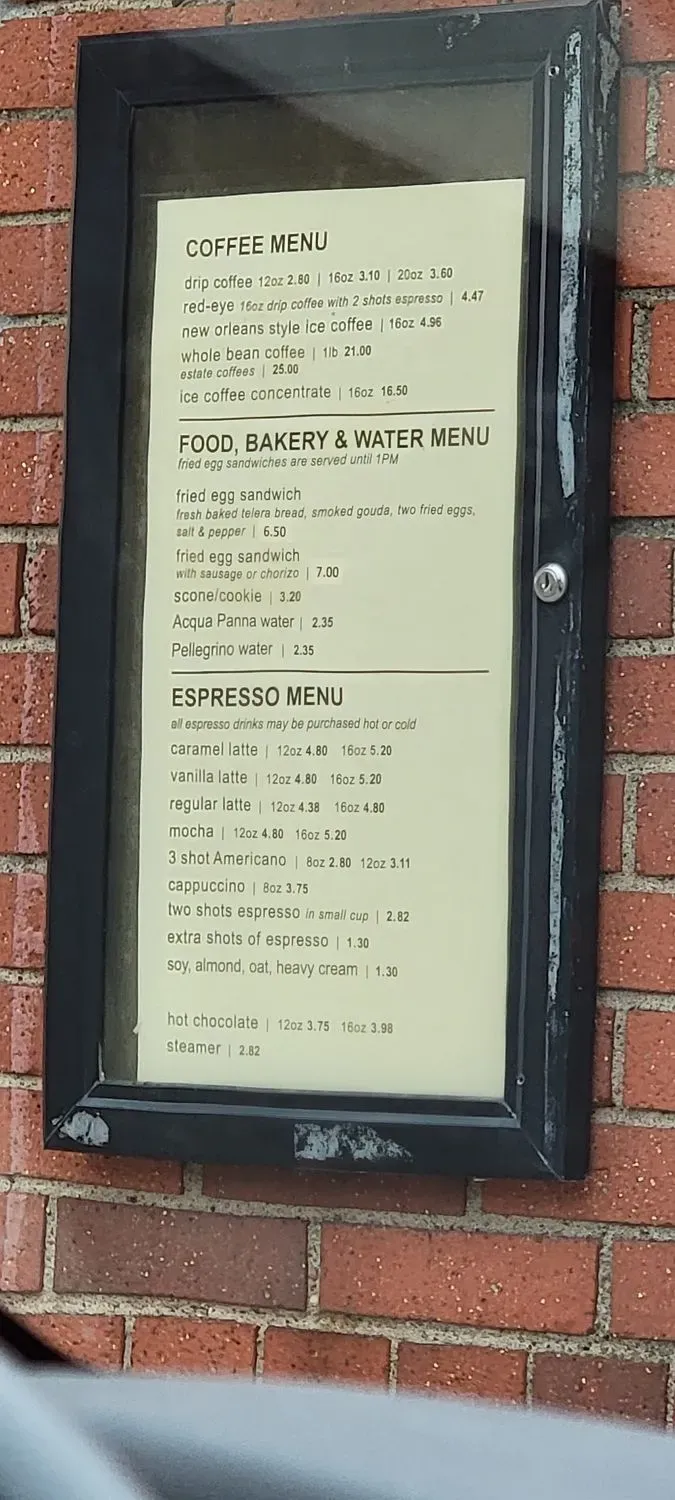 COFFEE MENU
drip coffee 12oz 2.80 | 16oz 3.10 | 20oz 3.60
red-eye 16oz drip coffee with 2 shots espresso | 4.47
new orleans style ice coffee | 16oz 4.96
whole bean coffee | 1lb 21.00
estate coffees | 25.00
ice coffee concentrate | 16oz 16.50
FOOD, BAKERY & WATER MENU
fried egg sandwiches are served until 1PM
fried egg sandwich
fresh baked telera bread, smoked gouda, two fried eggs,
salt & pepper | 6.50
fried egg sandwich
with sausage or chorizo | 7.00
scone/cookie | 3.20
Acqua Panna water | 2.35
Pellegrino water | 2.35
ESPRESSO MENU
all espresso drinks may be purchased hot or cold
caramel latte | 12oz 4.80 16oz 5.20
vanilla latte | 12oz 4.80 16oz 5.20
regular latte | 12oz 4.38 16oz 4.80
mocha | 12oz 4.80 16oz 5.20
3 shot Americano | 8oz 2.80 12oz 3.11
cappuccino | 8oz 3.75
two shots espresso in small cup | 2.82
extra shots of espresso | 1.30
soy, almond, oat, heavy cream | 1.30
hot chocolate | 12oz 3.75 16oz 3.98
steamer | 2.82